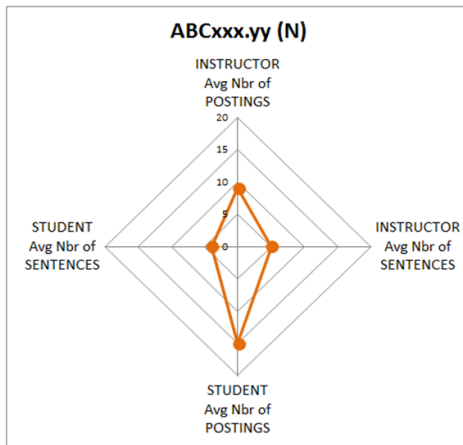 ABCxxx.yy (N)
INSTRUCTOR
Avg Nbr of
POSTINGS
20
15
10
5
0
STUDENT
Avg Nbr of
SENTENCES
INSTRUCTOR
Avg Nbr of
SENTENCES
STUDENT
Avg Nbr of
POSTINGS